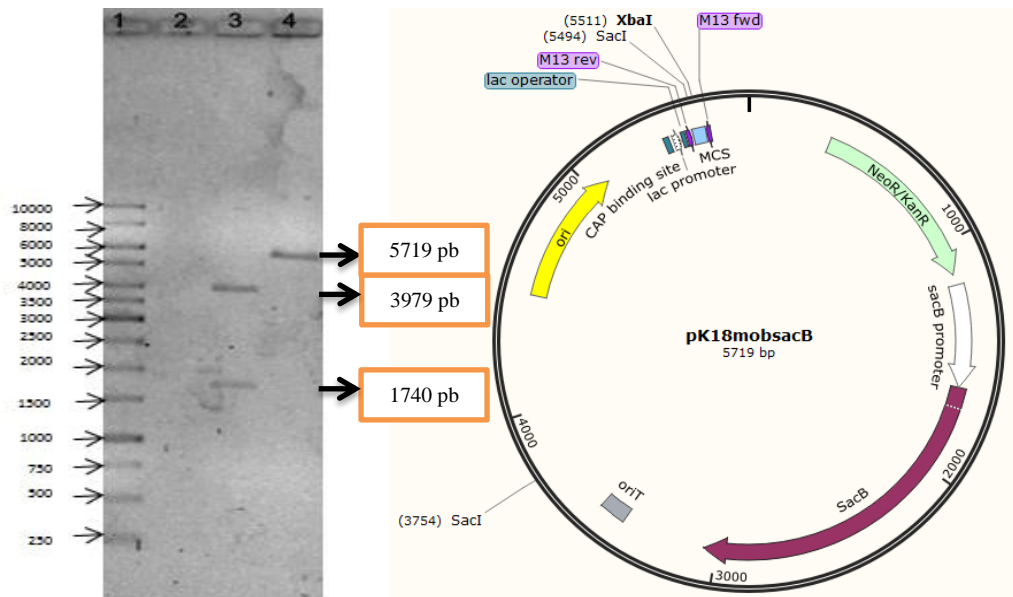 1 2 3 4
10000
8000
6000
5000
4000
3500
3000
2500
2000
1500
1000
750
500
250
5719 pb
3979 pb
1740 pb
(5511) XbaI
(5494) SacI
M13 fwd
M13 rev
lac operator
CAP binding site
lac promoter
MCS
NeoR/KanR
1000
sacB promoter
SacB
2000
3000
oriT
(3754) SacI
4000
ori
5000
pK18mobsacB
5719 bp